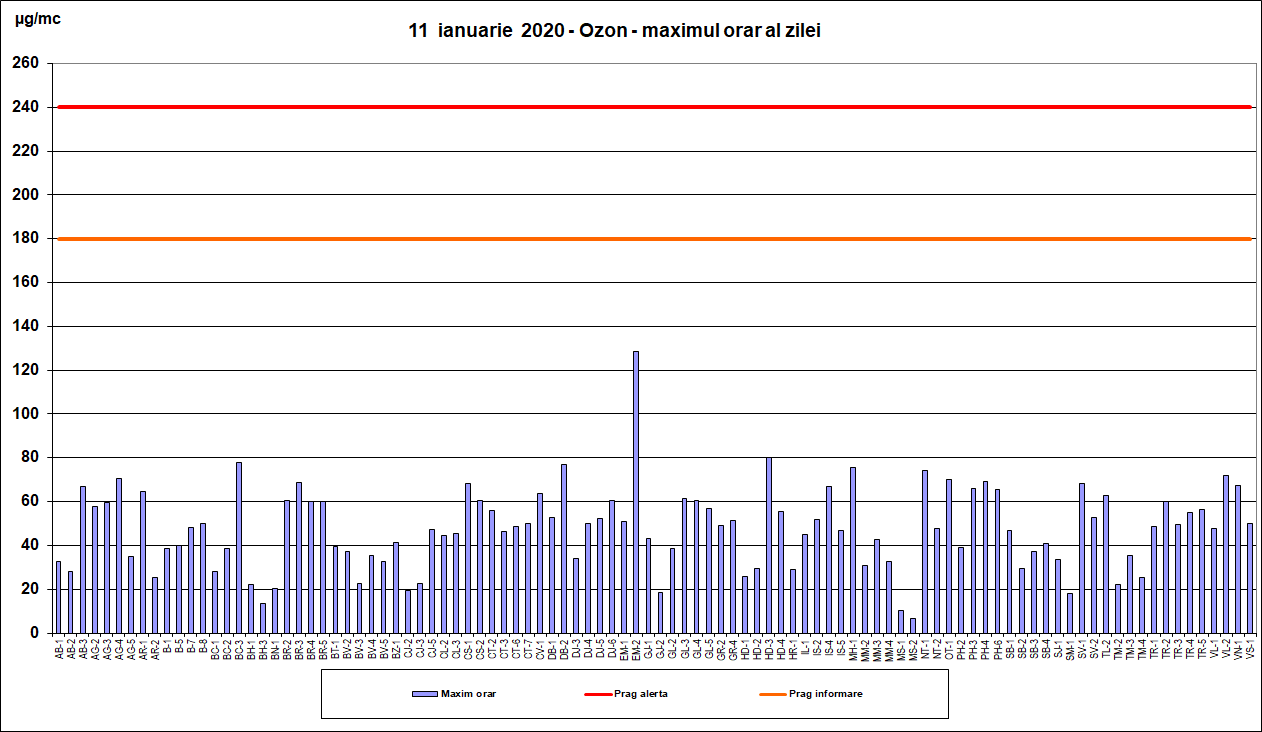 µg/mc
11 ianuarie 2020 - Ozon - maximul orar al zilei
260
240
220
200
180
160
140
120
100
80
60
40
20
0
AB-1
AB-2
AB-3
AG-2
AG-3
AG-4
AG-5
AR-1
AR-2
B-1
B-5
B-7
B-8
BC-1
BC-2
BC-3
BH-1
BH-3
BN-1
BR-2
BR-3
BR-4
BR-5
BT-1
BV-2
BV-3
BV-4
BV-5
BZ-1
CJ-2
CJ-3
CJ-5
CL-2
CL-3
CS-1
CS-2
CT-2
CT-3
CT-6
CT-7
CV-1
DB-1
DB-2
DJ-3
DJ-4
DJ-5
DJ-6
EM-1
EM-2
GJ-1
GJ-2
GL-2
GL-3
GL-4
GL-5
GR-2
GR-4
HD-1
HD-2
HD-3
HD-4
HR-1
IL-1
IS-2
IS-4
IS-5
MH-1
MM-2
MM-3
MM-4
MS-1
MS-2
NT-1
NT-2
OT-1
PH-2
PH-3
PH-4
PH-6
SB-1
SB-2
SB-3
SB-4
SJ-1
SM-1
SV-1
SV-2
TL-2
TM-2
TM-3
TM-4
TR-1
TR-2
TR-3
TR-4
TR-5
VL-1
VL-2
VN-1
VS-1
Maxim orar
Prag alerta
Prag informare